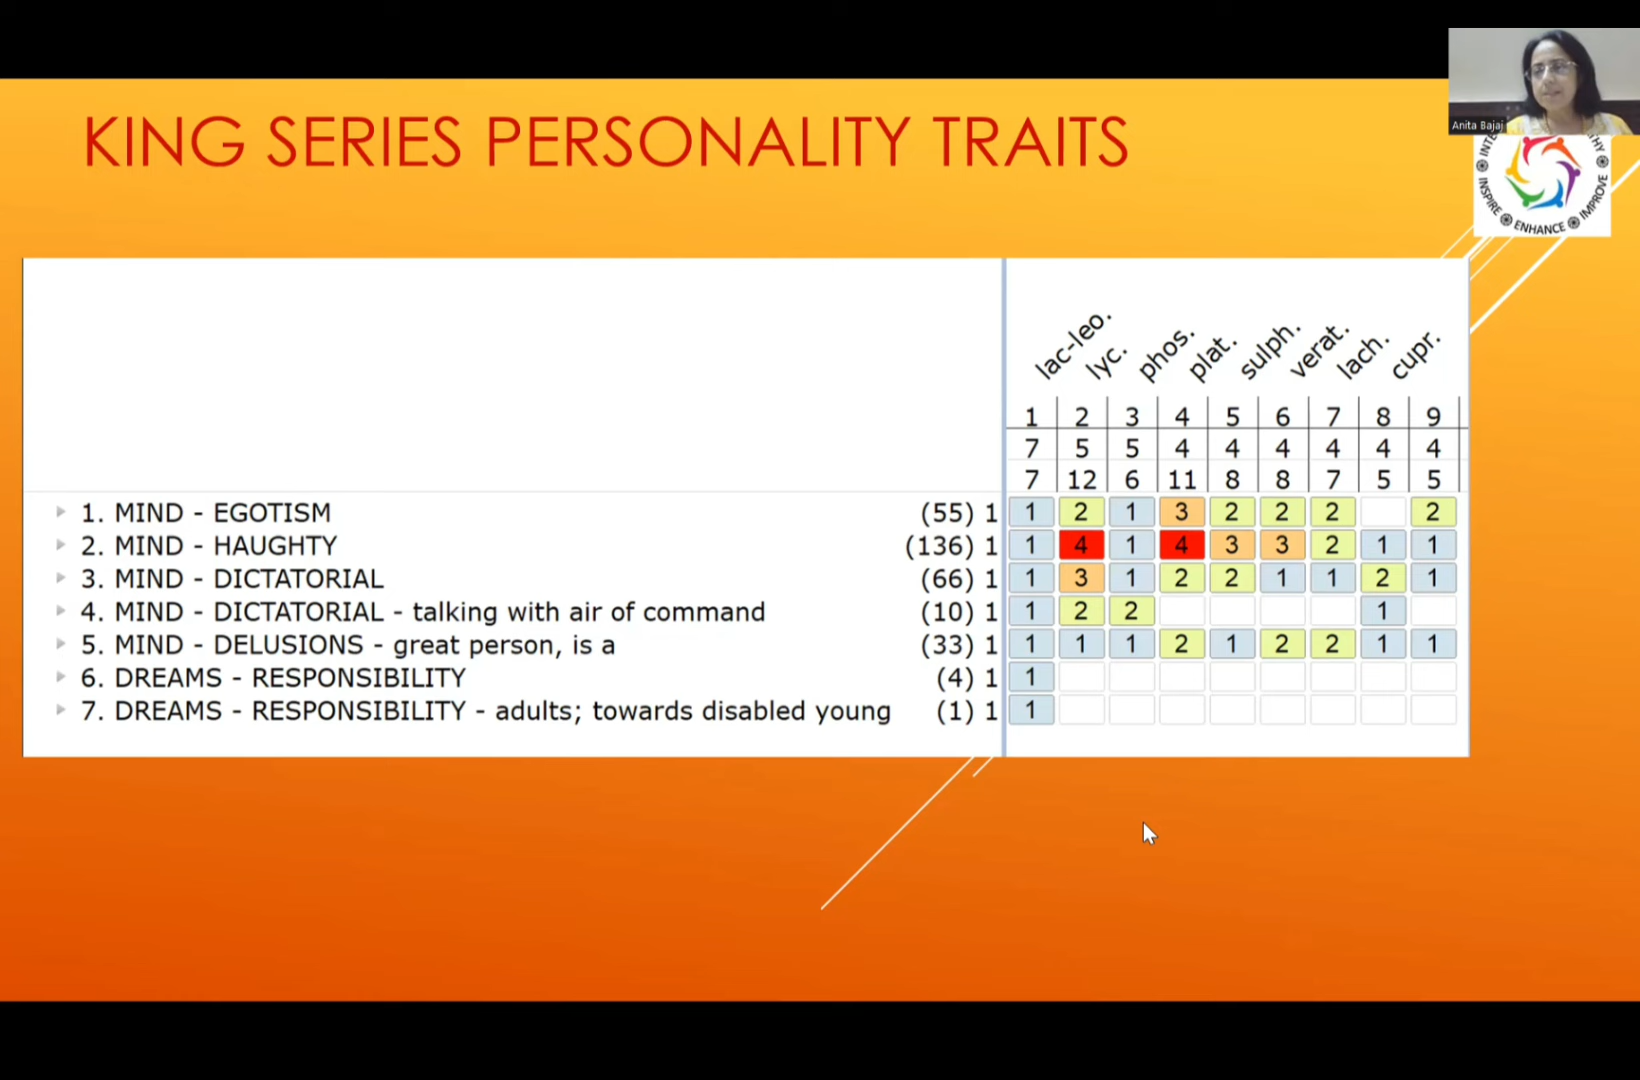 KING SERIES PERSONALITY TRAITS
Anita Bajaj
INSPIRE ENHANCE IMPROVE
lac-leo. lyc. phos. plat. sulph. verat. lach. cupr.
1 2 3 4 5 6 7 8 9
7 5 5 4 4 4 4 4 4
7 12 6 11 8 8 7 5 5
1. MIND - EGOTISM (55) 1 1 2 1 3 2 2 2 2
2. MIND - HAUGHTY (136) 1 1 4 1 4 3 3 2 1 1
3. MIND - DICTATORIAL (66) 1 1 3 1 2 2 1 1 2 1
4. MIND - DICTATORIAL - talking with air of command (10) 1 1 2 2 1
5. MIND - DELUSIONS - great person, is a (33) 1 1 1 1 2 1 2 2 1 1
6. DREAMS - RESPONSIBILITY (4) 1 1
7. DREAMS - RESPONSIBILITY - adults; towards disabled young (1) 1 1